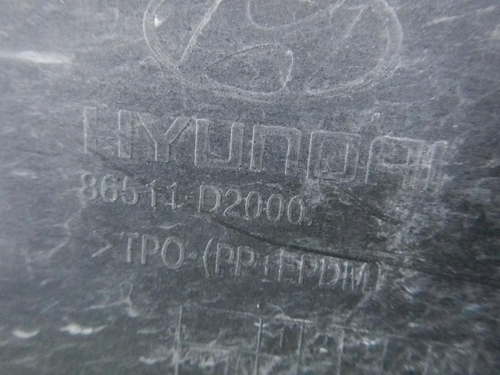 HYUNDAI
86511-D2000
>TPO-(PP+EPDM)